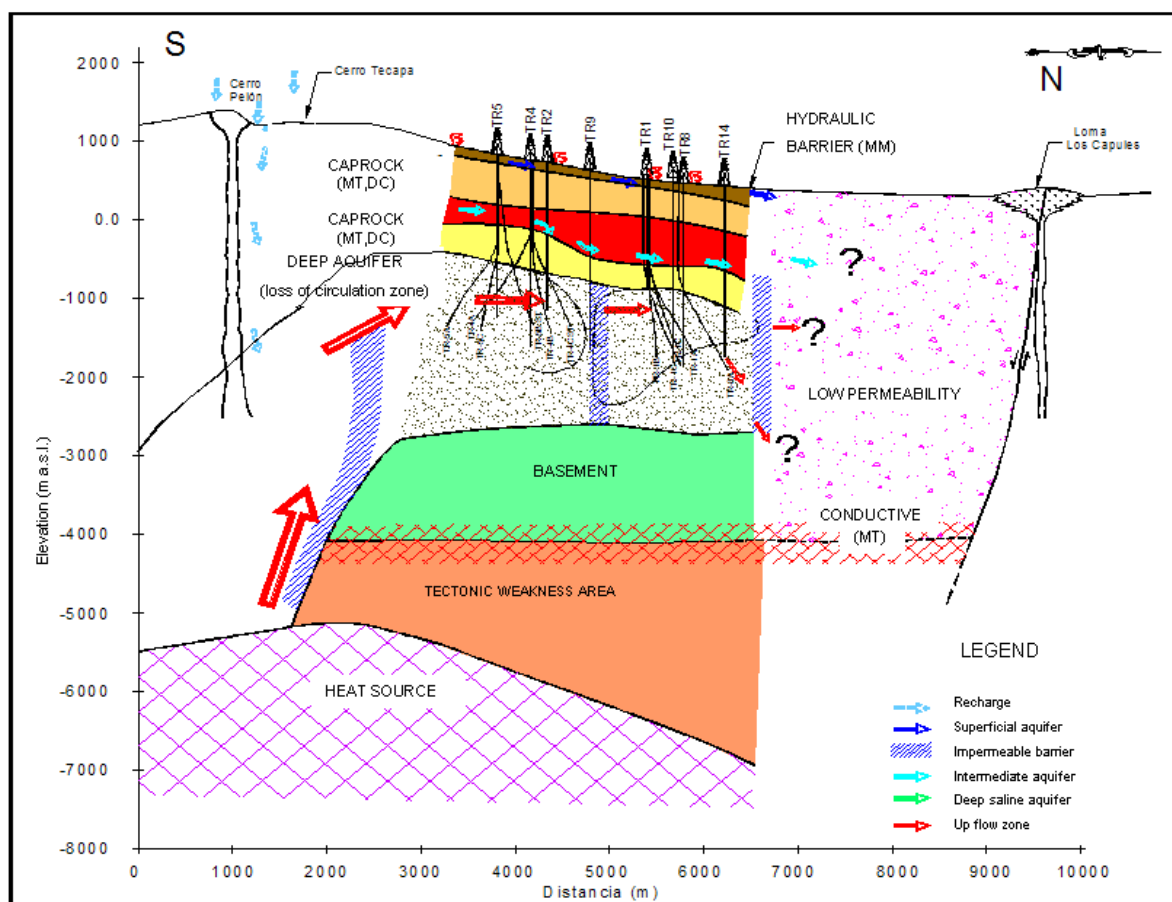 S
N
2000
1000
0.0
-1000
-2000
-3000
-4000
-5000
-6000
-7000
-8000
Elevation (m a.s.l.)
Cerro
Pelón
Cerro Tecapa
TR5
TR4
TR2
TR9
TR1
TR10
TR8
TR14
HYDRAULIC
BARRIER (MM)
Loma
Los Capules
CAPROCK
(MT,DC)
CAPROCK
(MT,DC)
DEEP AQUIFER
(loss of circulation zone)
?
?
?
LOW PERMEABILITY
BASEMENT
CONDUCTIVE
(MT)
TECTONIC WEAKNESS AREA
HEAT SOURCE
LEGEND
Recharge
Superficial aquifer
Impermeable barrier
Intermediate aquifer
Deep saline aquifer
Up flow zone
0
1000
2000
3000
4000
5000
6000
7000
8000
9000
10000
Distancia (m)